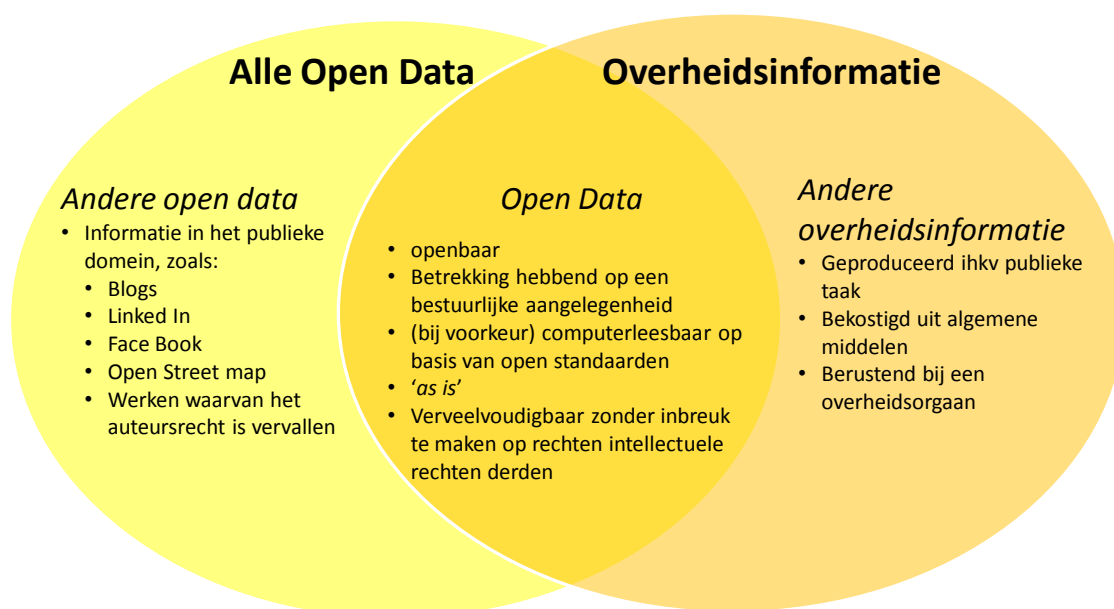 Alle Open Data
Overheidsinformatie
Andere open data
• Informatie in het publieke
domein, zoals:
• Blogs
• Linked In
• Face Book
• Open Street map
• Werken waarvan het
auteursrecht is vervallen
Open Data
• openbaar
• Betrekking hebbend op een
bestuurlijke aangelegenheid
• (bij voorkeur) computerleesbaar op
basis van open standaarden
• ‘as is’
• Verveelvoudigbaar zonder inbreuk
te maken op rechten intellectuele
rechten derden
Andere
overheidsinformatie
• Geproduceerd ihkv publieke
taak
• Bekostigd uit algemene
middelen
• Berustend bij een
overheidsorgaan